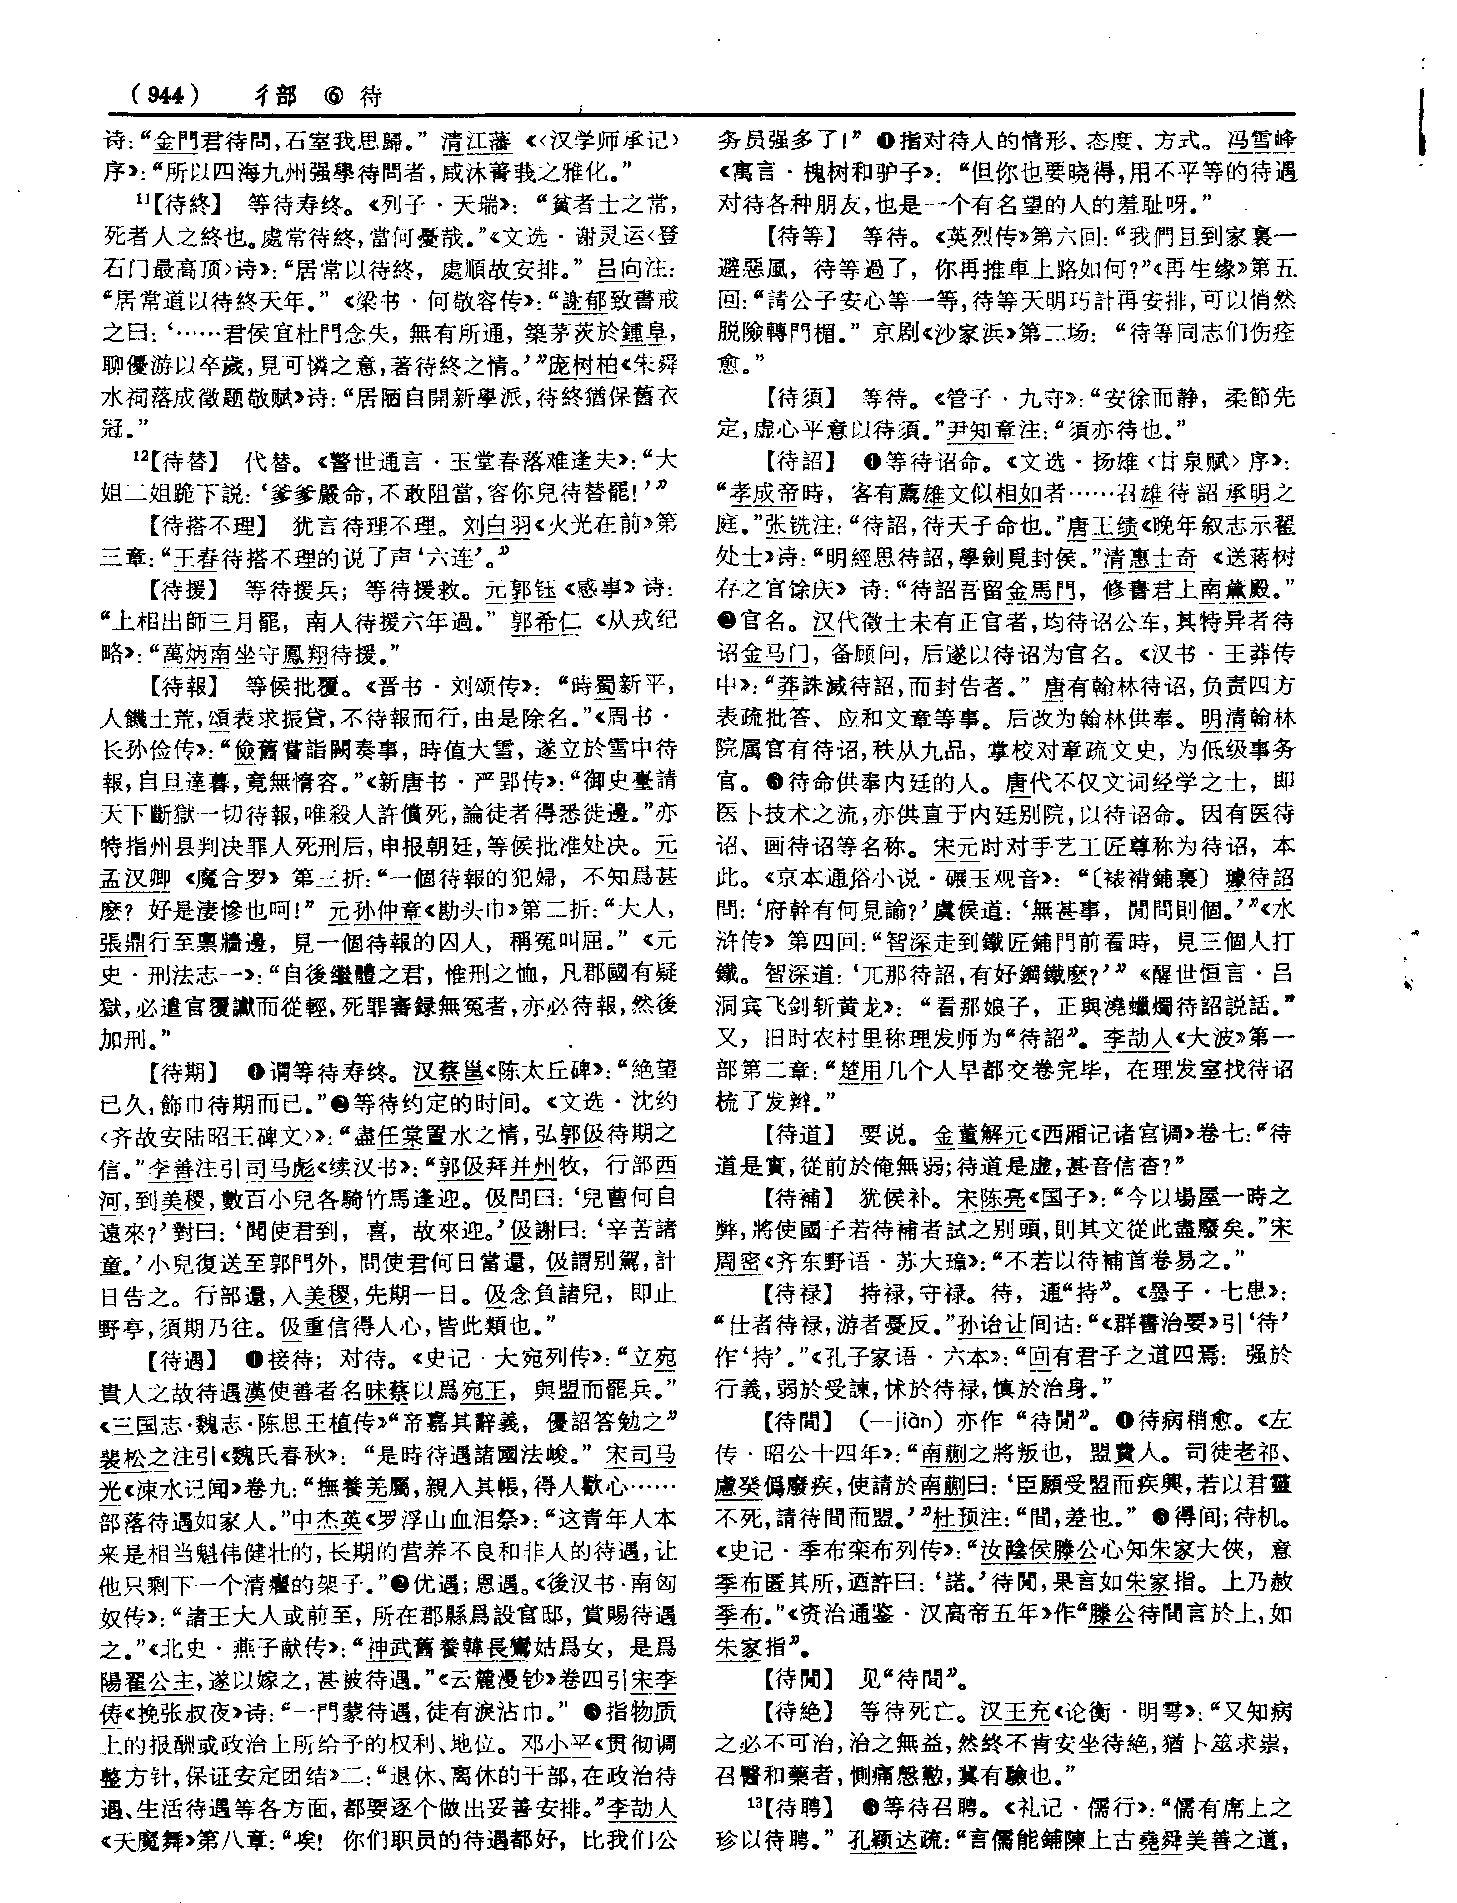 （944）　彳部　⑥　待
诗：“金門君待問，石室我思歸。”清江藩《〈汉学师承记〉
序》：“所以四海九州强學待問者，咸沐菁莪之雅化。”
11【待終】　等待寿终。《列子·天瑞》：“貧者士之常，
死者人之終也。處常待終，當何憂哉。”《文选·谢灵运〈登
石门最高顶〉诗》：“居常以待終，處順故安排。”吕向注：
“居常道以待終天年。”《梁书·何敬容传》：“謝郁致書戒
之曰：‘……君侯宜杜門念失，無有所通，築茅茨於鍾阜，
聊優游以卒歲，見可憐之意，著待終之情。’”庞树柏《朱舜
水祠落成徵题敬赋》诗：“居陋自開新學派，待終猶保舊衣
冠。”
12【待替】　代替。《警世通言·玉堂春落难逢夫》：“大
姐二姐跪下説：‘爹爹嚴命，不敢阻當，容你兒待替罷！’”
【待搭不理】　犹言待理不理。刘白羽《火光在前》第
三章：“王春待搭不理的说了声‘六连’。”
【待援】　等待援兵；等待援救。元郭钰《感事》诗：
“上相出師三月罷，南人待援六年過。”郭希仁《从戎纪
略》：“萬炳南坐守鳳翔待援。”
【待報】　等候批覆。《晋书·刘颂传》：“時蜀新平，
人饑土荒，頌表求振貸，不待報而行，由是除名。”《周书·
长孙俭传》：“儉舊嘗詣闕奏事，時值大雪，遂立於雪中待
報，自旦達暮，竟無惰容。”《新唐书·严郢传》：“御史臺請
天下斷獄一切待報，唯殺人許償死，論徒者得悉徙邊。”亦
特指州县判决罪人死刑后，申报朝廷，等候批准处决。元
孟汉卿《魔合罗》第三折：“一個待報的犯婦，不知爲甚
麽？好是淒慘也呵！”元孙仲章《勘头巾》第二折：“大人，
張鼎行至稟牆邊，見一個待報的囚人，稱冤叫屈。”《元
史·刑法志一》：“自後繼體之君，惟刑之恤，凡郡國有疑
獄，必遣官覆讞而從輕，死罪審録無冤者，亦必待報，然後
加刑。”
【待期】　❶谓等待寿终。汉蔡邕《陈太丘碑》：“绝望
已久，飾巾待期而已。”❷等待约定的时间。《文选·沈约
〈齐故安陆昭王碑文〉》：“盡任棠置水之情，弘郭伋待期之
信。”李善注引司马彪《续汉书》：“郭伋拜并州牧，行部西
河，到美稷，數百小兒各騎竹馬逢迎。伋問曰：‘兒曹何自
遠來？’對曰：‘聞使君到，喜，故來迎。’伋謝曰：‘辛苦諸
童。’小兒復送至郭門外，問使君何日當還，伋謂别駕，計
日告之。行部還，入美稷，先期一日。伋念負諸兒，即止
野亭，須期乃往。伋重信得人心，皆此類也。”
【待遇】　❶接待；对待。《史记·大宛列传》：“立宛
貴人之故待遇漢使善者名昧蔡以爲宛王，與盟而罷兵。”
《三国志·魏志·陈思王植传》“帝嘉其辭義，優詔答勉之”
裴松之注引《魏氏春秋》：“是時待遇諸國法峻。”宋司马
光《涑水记闻》卷九：“撫養羌屬，親入其帳，得人歡心……
部落待遇如家人。”中杰英《罗浮山血泪祭》：“这青年人本
来是相当魁伟健壮的，长期的营养不良和非人的待遇，让
他只剩下一个清癯的架子。”❷优遇；恩遇。《後汉书·南匈
奴传》：“諸王大人或前至，所在郡縣爲設官邸，賞賜待遇
之。”《北史·燕子献传》：“神武舊養韓長鸞姑爲女，是爲
陽翟公主，遂以嫁之，甚被待遇。”《云麓漫钞》卷四引宋李
俦《挽张叔夜》诗：“一門蒙待遇，徒有淚沾巾。”❸指物质
上的报酬或政治上所给予的权利、地位。邓小平《贯彻调
整方针，保证安定团结》二：“退休、离休的干部，在政治待
遇、生活待遇等各方面，都要逐个做出妥善安排。”李劼人
《天魔舞》第八章：“唉！你们职员的待遇都好，比我们公
务员强多了！”❹指对待人的情形、态度、方式。冯雪峰
《寓言·槐树和驴子》：“但你也要晓得，用不平等的待遇
对待各种朋友，也是一个有名望的人的羞耻呀。”
【待等】　等待。《英烈传》第六回：“我們且到家裏一
避惡風，待等過了，你再推車上路如何？”《再生缘》第五
回：“請公子安心等一等，待等天明巧計再安排，可以悄然
脱險轉門楣。”京剧《沙家浜》第二场：“待等同志们伤痊
愈。”
【待須】　等待。《管子·九守》：“安徐而静，柔節先
定，虚心平意以待須。”尹知章注：“須亦待也。”
【待詔】　❶等待诏命。《文选·扬雄〈甘泉赋〉序》：
“孝成帝時，客有薦雄文似相如者……召雄待詔承明之
庭。”张铣注：“待詔，待天子命也。”唐王绩《晚年叙志示翟
处士》诗：“明經思待詔，學劍覓封侯。”清惠士奇《送蒋树
存之官馀庆》诗：“待詔吾留金馬門，修書君上南薰殿。”
❷官名。汉代徵士未有正官者，均待诏公车，其特异者待
诏金马门，备顾问，后遂以待诏为官名。《汉书·王莽传
中》：“莽誅滅待詔，而封告者。”唐有翰林待诏，负责四方
表疏批答、应和文章等事。后改为翰林供奉。明清翰林
院属官有待诏，秩从九品，掌校对章疏文史，为低级事务
官。❸待命供奉内廷的人。唐代不仅文词经学之士，即
医卜技术之流，亦供直于内廷别院，以待诏命。因有医待
诏、画待诏等名称。宋元时对手艺工匠尊称为待诏，本
此。《京本通俗小说·碾玉观音》：“〔裱褙鋪裏〕璩待詔
問：‘府幹有何見諭？’虞候道：‘無甚事，閒問則個。’”《水
浒传》第四回：“智深走到鐵匠鋪門前看時，見三個人打
鐵。智深道：‘兀那待詔，有好鋼鐵麽？’”《醒世恒言·吕
洞宾飞剑斩黄龙》：“看那娘子，正與澆蠟燭待詔説話。”
又，旧时农村里称理发师为“待詔”。李劼人《大波》第一
部第二章：“楚用几个人早都交卷完毕，在理发室找待诏
梳了发辫。”
【待道】　要说。金董解元《西厢记诸宫调》卷七：“待
道是實，從前於俺無弱；待道是虚，甚音信杳？”
【待補】　犹候补。宋陈亮《国子》：“今以場屋一時之
弊，將使國子若待補者試之别頭，則其文從此盡廢矣。”宋
周密《齐东野语·苏大璋》：“不若以待補首卷易之。”
【待禄】　持禄，守禄。待，通“持”。《墨子·七患》：
“仕者待禄，游者憂反。”孙诒让间诂：“《群書治要》引‘待’
作‘持’。”《孔子家语·六本》：“回有君子之道四焉：强於
行義，弱於受諫，怵於待禄，慎於治身。”
【待間】　（—jiàn）亦作“待閒”。❶待病稍愈。《左
传·昭公十四年》：“南蒯之將叛也，盟費人。司徒老祁、
慮癸僞廢疾，使請於南蒯曰：‘臣願受盟而疾興，若以君靈
不死，請待間而盟。’”杜预注：“間，差也。”❷得间；待机。
《史记·季布栾布列传》：“汝陰侯滕公心知朱家大俠，意
季布匿其所，迺許曰：‘諾。’待閒，果言如朱家指。上乃赦
季布。”《资治通鉴·汉高帝五年》作“滕公待間言於上，如
朱家指”。
【待閒】　见“待間”。
【待絶】　等待死亡。汉王充《论衡·明雩》：“又知病
之必不可治，治之無益，然終不肯安坐待絶，猶卜筮求祟，
召醫和藥者，惻痛慇懃，冀有驗也。”
13【待聘】　❶等待召聘。《礼记·儒行》：“儒有席上之
珍以待聘。”孔颖达疏：“言儒能鋪陳上古堯舜美善之道，